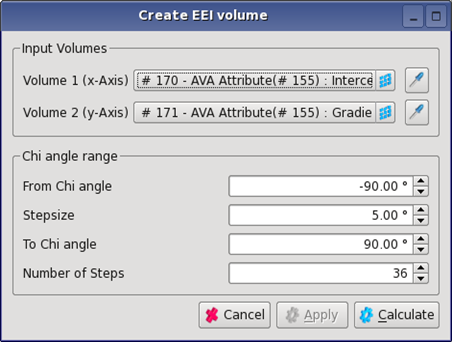 Create EEI volume
Input Volumes
Volume 1 (x-Axis) # 170 - AVA Attribute(# 155) : Interce
Volume 2 (y-Axis) # 171 - AVA Attribute(# 155) : Gradie
Chi angle range
From Chi angle -90.00 °
Stepsize 5.00 °
To Chi angle 90.00 °
Number of Steps 36
Cancel Apply Calculate